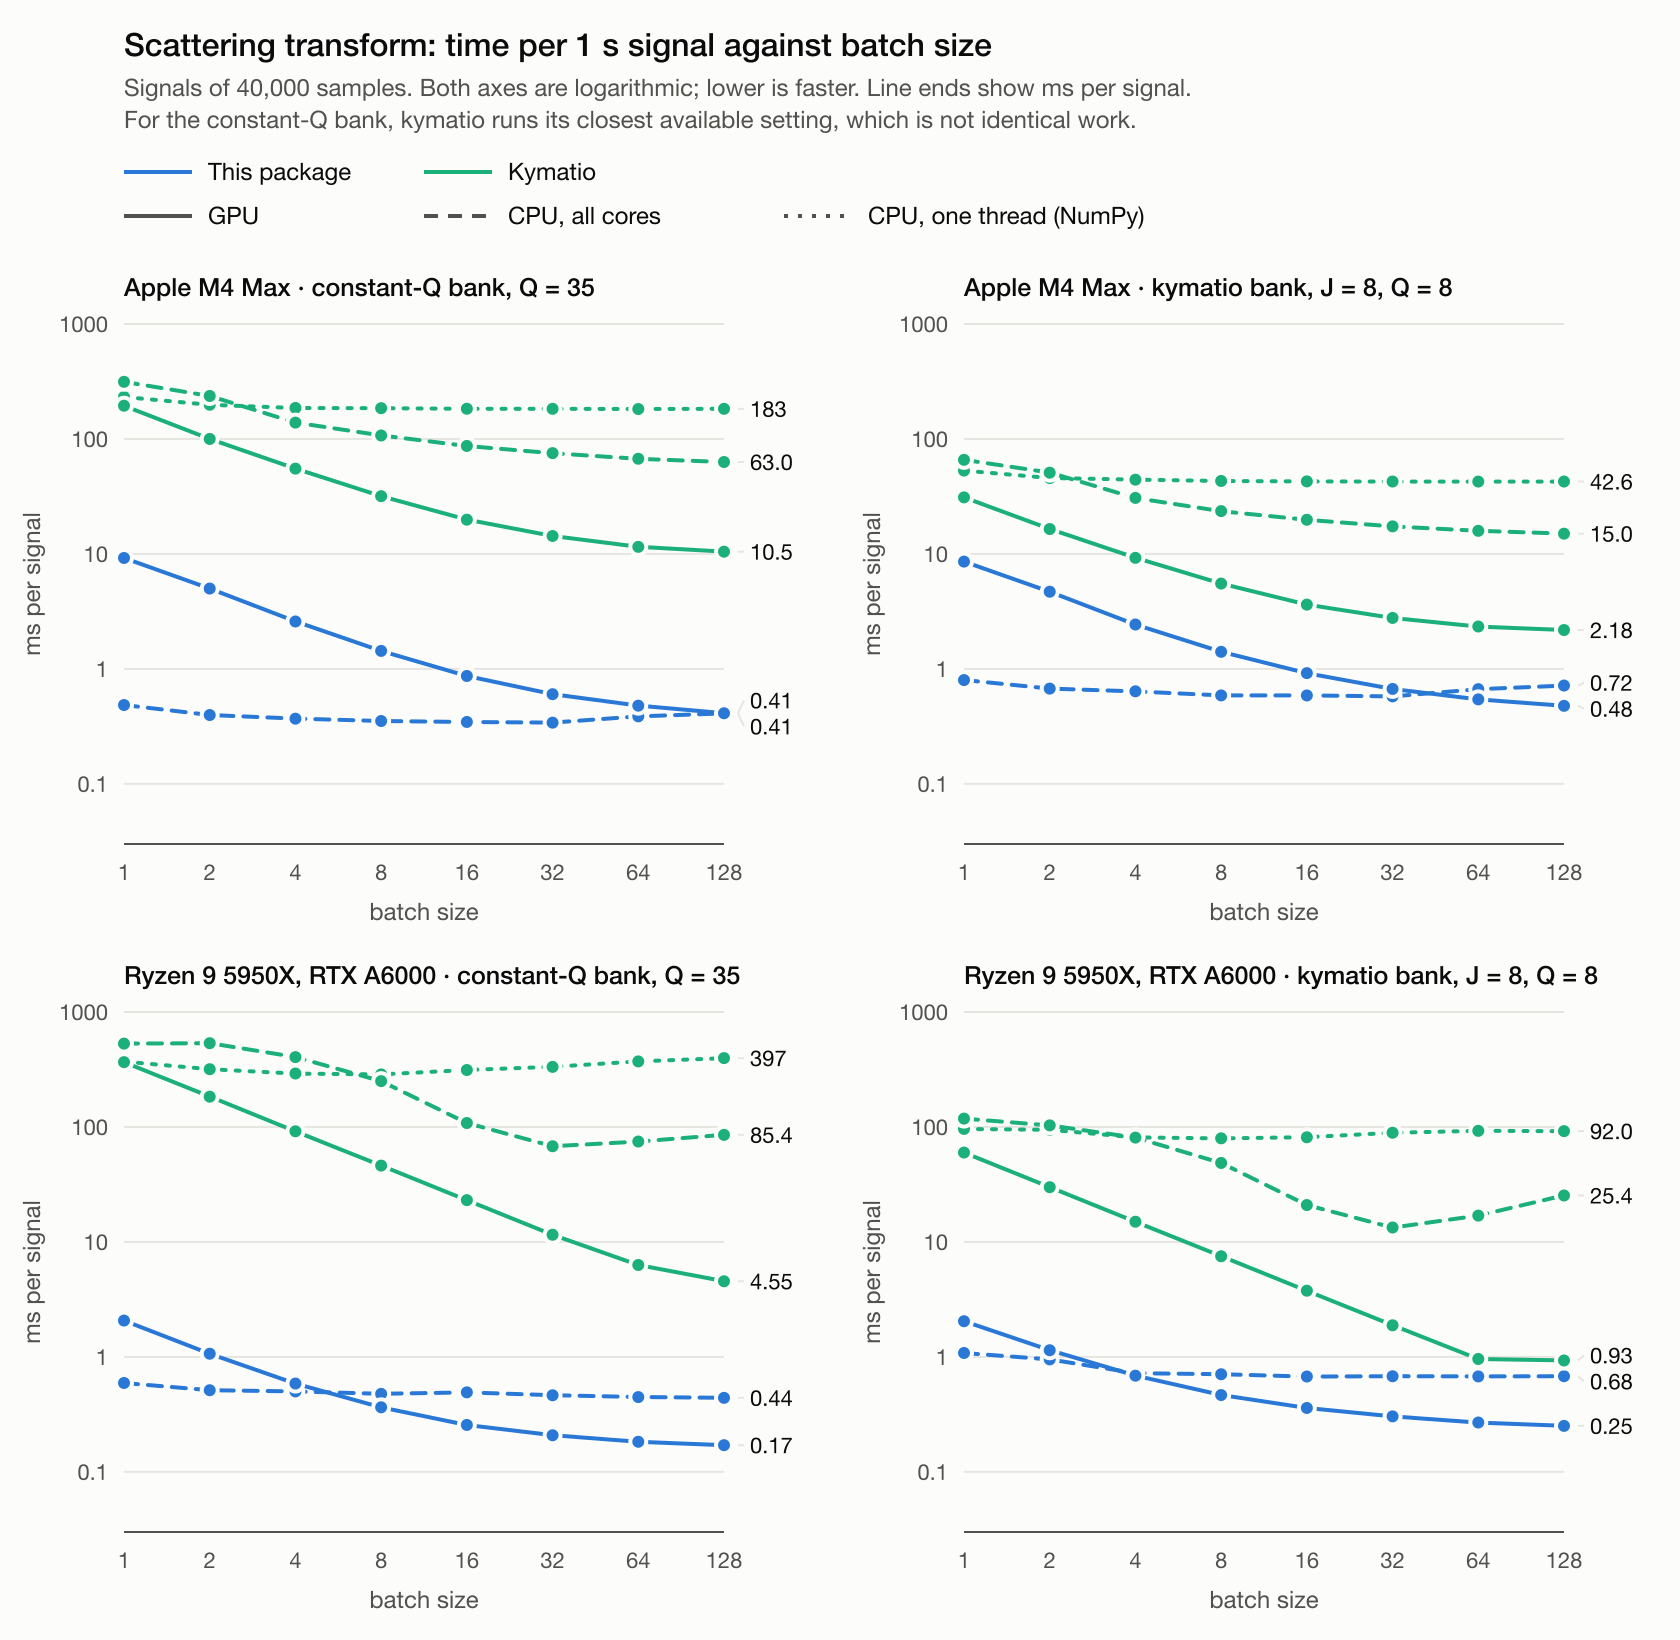 Scattering transform: time per 1 s signal against batch size
Signals of 40,000 samples. Both axes are logarithmic; lower is faster. Line ends show ms per signal.
For the constant-Q bank, kymatio runs its closest available setting, which is not identical work.
This package
Kymatio
GPU
CPU, all cores
CPU, one thread (NumPy)
Apple M4 Max · constant-Q bank, Q = 35
1000
100
10
1
0.1
ms per signal
183
63.0
10.5
0.41
0.41
1 2 4 8 16 32 64 128
batch size
Apple M4 Max · kymatio bank, J = 8, Q = 8
1000
100
10
1
0.1
ms per signal
42.6
15.0
2.18
0.72
0.48
1 2 4 8 16 32 64 128
batch size
Ryzen 9 5950X, RTX A6000 · constant-Q bank, Q = 35
1000
100
10
1
0.1
ms per signal
397
85.4
4.55
0.44
0.17
1 2 4 8 16 32 64 128
batch size
Ryzen 9 5950X, RTX A6000 · kymatio bank, J = 8, Q = 8
1000
100
10
1
0.1
ms per signal
92.0
25.4
0.93
0.68
0.25
1 2 4 8 16 32 64 128
batch size